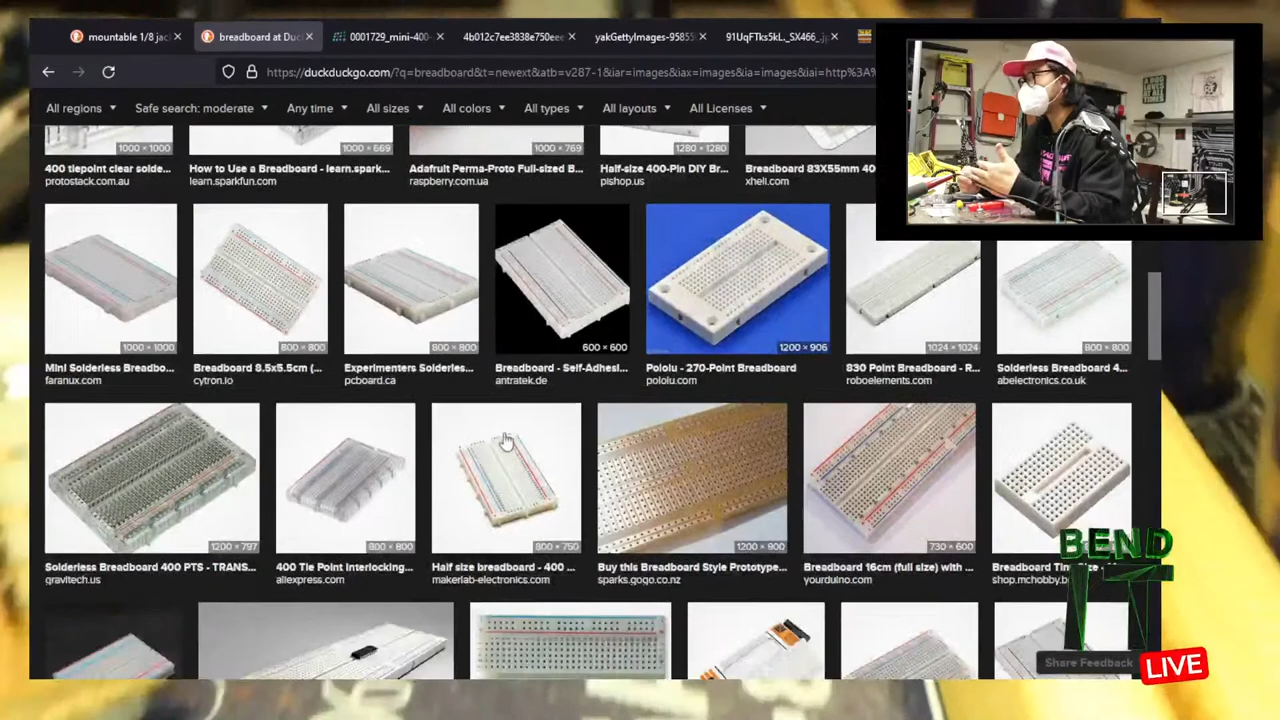 mountable 1/8 jac
breadboard at Duc
0001729_mini-400-
4b012c7ee3838e750eee
yakGettyImages-95855
91UqFTks5kL._SX466_.j
https://duckduckgo.com/?q=breadboard&t=newext&atb=v287-1&iar=images&iax=images&ia=images&iai=http%3A%
All regions
Safe search: moderate
Any time
All sizes
All colors
All types
All layouts
All Licenses
1000 × 1000
1000 × 669
1000 × 769
1280 × 1280
400 tiepoint clear solde...
How to Use a Breadboard - learn.spark...
Adafruit Perma-Proto Full-sized B...
Half-size 400-Pin DIY Br...
Breadboard 83X55mm 40
protostack.com.au
learn.sparkfun.com
raspberry.com.ua
pishop.us
xheli.com
1000 × 1000
800 × 800
800 × 800
600 × 600
1200 × 906
1024 × 1024
800 × 800
Mini Solderless Breadbo...
Breadboard 8.5x5.5cm (...
Experimenters Solderles...
Breadboard - Self-Adhesi...
Pololu - 270-Point Breadboard
830 Point Breadboard - R...
Solderless Breadboard 4...
faranux.com
cytron.io
pcboard.ca
antratek.de
pololu.com
roboelements.com
abelectronics.co.uk
1200 × 797
800 × 800
800 × 750
1200 × 900
730 × 600
Solderless Breadboard 400 PTS - TRANS...
400 Tie Point Interlocking...
Half size breadboard - 400 ...
Buy this Breadboard Style Prototype...
Breadboard 16cm (full size) with ...
Breadboard
gravitech.us
aliexpress.com
makerlab-electronics.com
sparks.gogo.co.nz
yourduino.com
shop.mchobby.be
BEND
IT
Share Feedback
LIVE